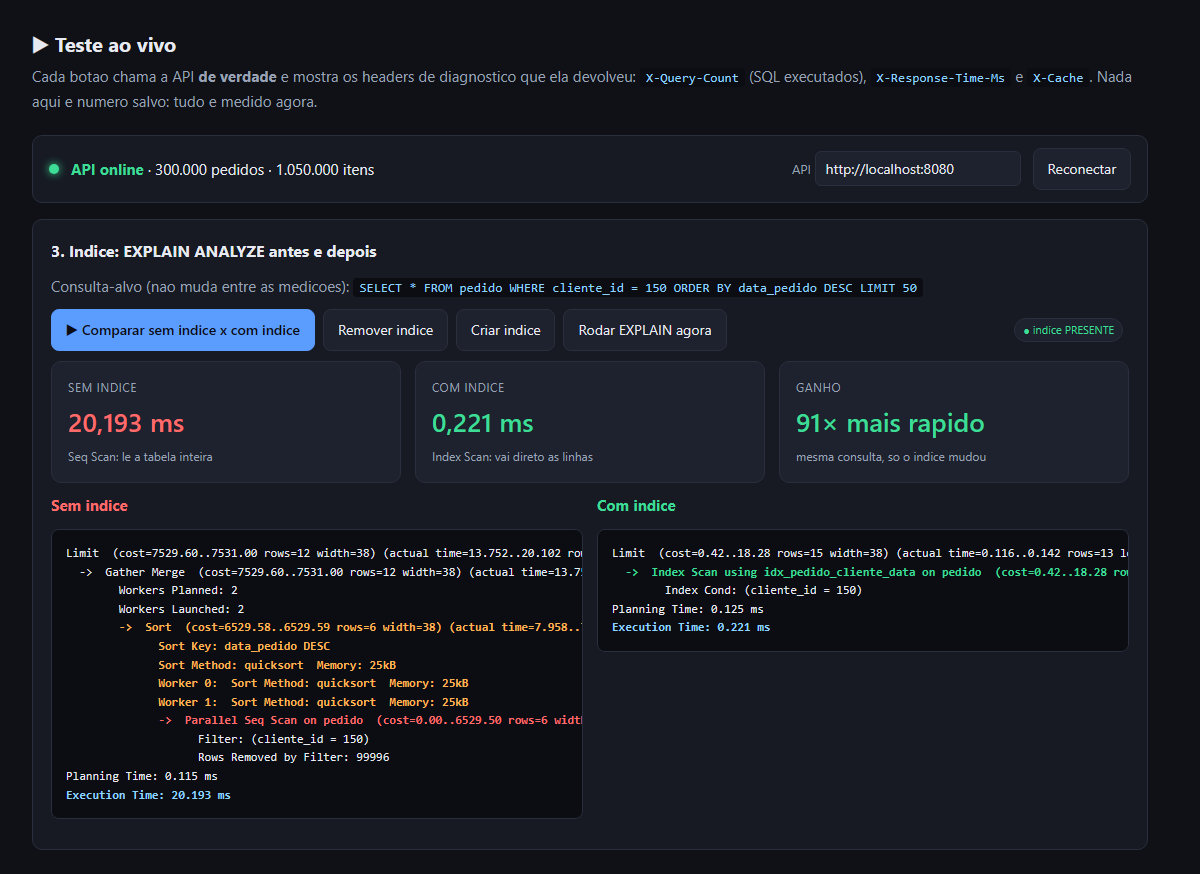 ▶ Teste ao vivo
Cada botao chama a API de verdade e mostra os headers de diagnostico que ela devolveu: X-Query-Count (SQL executados), X-Response-Time-Ms e X-Cache . Nada
aqui e numero salvo: tudo e medido agora.
API online · 300.000 pedidos · 1.050.000 itens
API http://localhost:8080 Reconectar
3. Indice: EXPLAIN ANALYZE antes e depois
Consulta-alvo (nao muda entre as medicoes): SELECT * FROM pedido WHERE cliente_id = 150 ORDER BY data_pedido DESC LIMIT 50
▶ Comparar sem indice x com indice Remover indice Criar indice Rodar EXPLAIN agora ● indice PRESENTE
SEM INDICE
20,193 ms
Seq Scan: le a tabela inteira
COM INDICE
0,221 ms
Index Scan: vai direto as linhas
GANHO
91× mais rapido
mesma consulta, so o indice mudou
Sem indice
Limit (cost=7529.60..7531.00 rows=12 width=38) (actual time=13.752..20.102 row
-> Gather Merge (cost=7529.60..7531.00 rows=12 width=38) (actual time=13.75
Workers Planned: 2
Workers Launched: 2
-> Sort (cost=6529.58..6529.59 rows=6 width=38) (actual time=7.958..
Sort Key: data_pedido DESC
Sort Method: quicksort Memory: 25kB
Worker 0: Sort Method: quicksort Memory: 25kB
Worker 1: Sort Method: quicksort Memory: 25kB
-> Parallel Seq Scan on pedido (cost=0.00..6529.50 rows=6 widt
Filter: (cliente_id = 150)
Rows Removed by Filter: 99996
Planning Time: 0.115 ms
Execution Time: 20.193 ms
Com indice
Limit (cost=0.42..18.28 rows=15 width=38) (actual time=0.116..0.142 rows=13 l
-> Index Scan using idx_pedido_cliente_data on pedido (cost=0.42..18.28 ro
Index Cond: (cliente_id = 150)
Planning Time: 0.125 ms
Execution Time: 0.221 ms